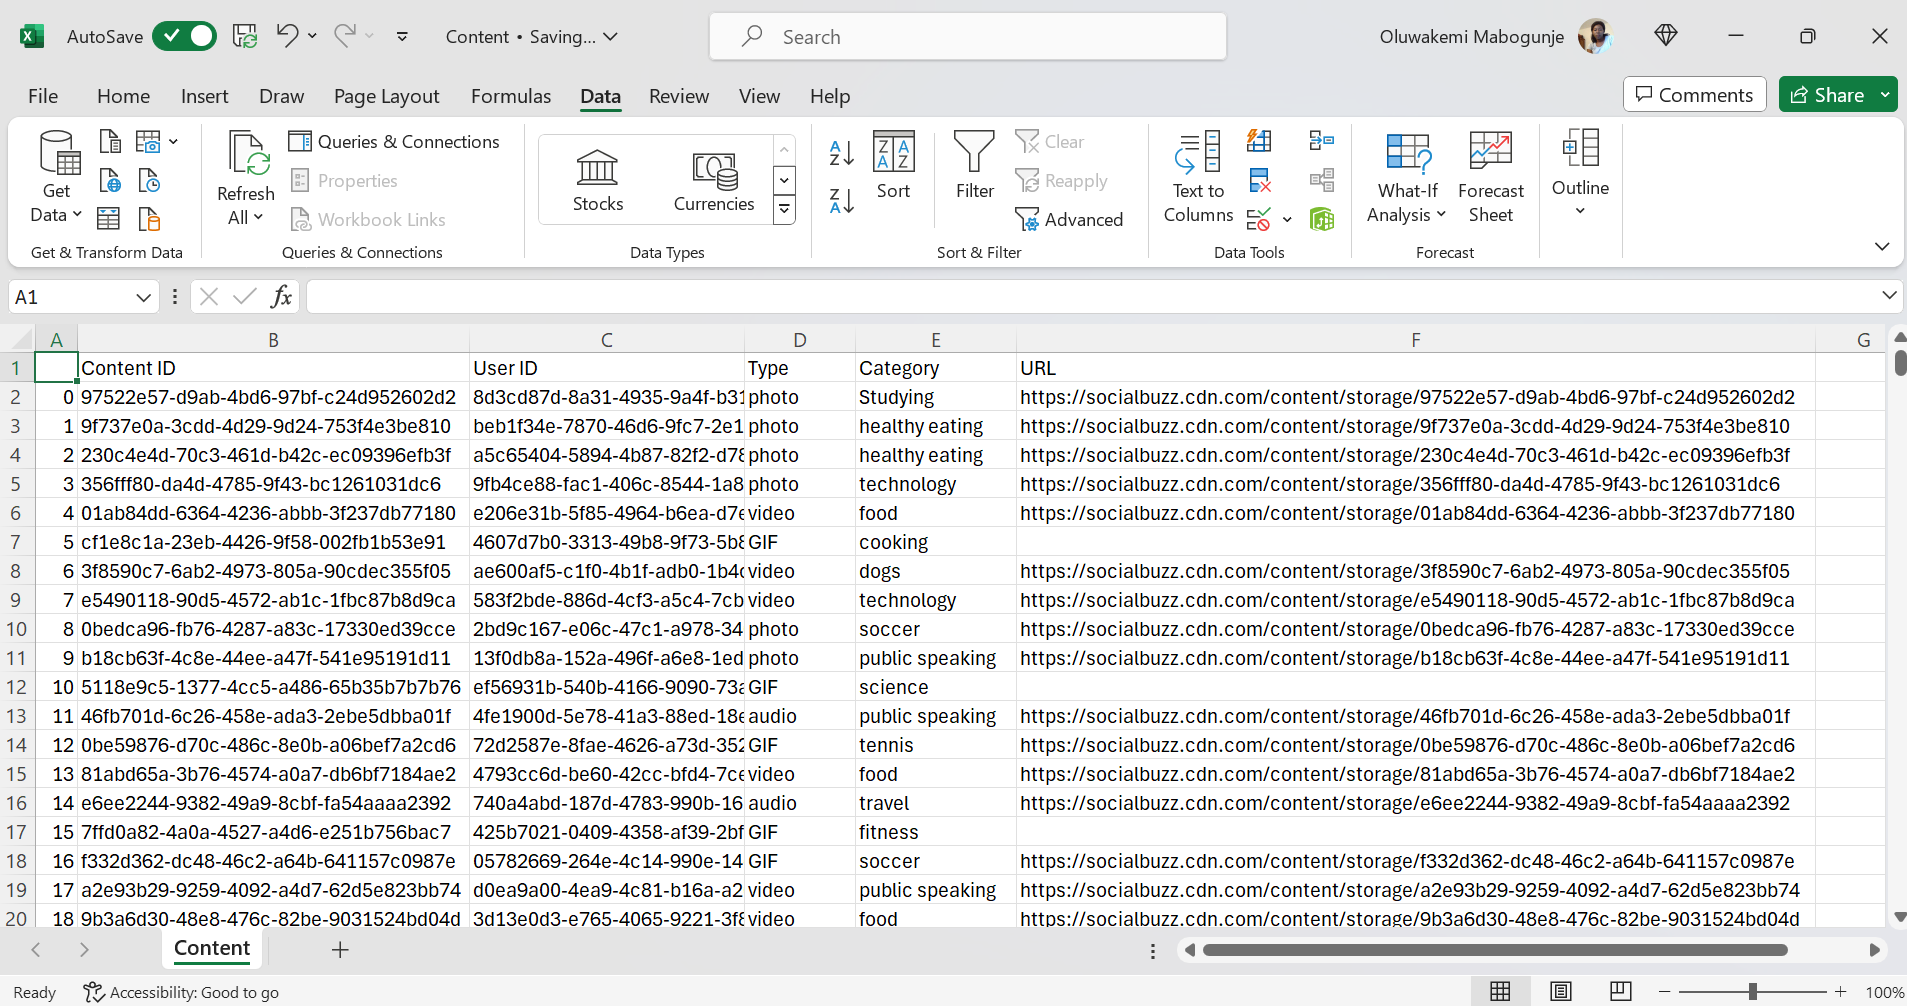 AutoSave
Content • Saving...
Search
Oluwakemi Mabogunje
File Home Insert Draw Page Layout Formulas Data Review View Help
Comments
Share
Get Data
Refresh All
Queries & Connections
Properties
Workbook Links
Stocks
Currencies
Sort
Filter
Clear
Reapply
Advanced
Text to Columns
What-If Analysis
Forecast Sheet
Outline
Get & Transform Data
Queries & Connections
Data Types
Sort & Filter
Data Tools
Forecast
A1
fx
A B C D E F G
1 Content ID User ID Type Category URL
2 0 97522e57-d9ab-4bd6-97bf-c24d952602d2 8d3cd87d-8a31-4935-9a4f-b31 photo Studying https://socialbuzz.cdn.com/content/storage/97522e57-d9ab-4bd6-97bf-c24d952602d2
3 1 9f737e0a-3cdd-4d29-9d24-753f4e3be810 beb1f34e-7870-46d6-9fc7-2e1 photo healthy eating https://socialbuzz.cdn.com/content/storage/9f737e0a-3cdd-4d29-9d24-753f4e3be810
4 2 230c4e4d-70c3-461d-b42c-ec09396efb3f a5c65404-5894-4b87-82f2-d78 photo healthy eating https://socialbuzz.cdn.com/content/storage/230c4e4d-70c3-461d-b42c-ec09396efb3f
5 3 356fff80-da4d-4785-9f43-bc1261031dc6 9fb4ce88-fac1-406c-8544-1a8 photo technology https://socialbuzz.cdn.com/content/storage/356fff80-da4d-4785-9f43-bc1261031dc6
6 4 01ab84dd-6364-4236-abbb-3f237db77180 e206e31b-5f85-4964-b6ea-d7e video food https://socialbuzz.cdn.com/content/storage/01ab84dd-6364-4236-abbb-3f237db77180
7 5 cf1e8c1a-23eb-4426-9f58-002fb1b53e91 4607d7b0-3313-49b8-9f73-5b8 GIF cooking
8 6 3f8590c7-6ab2-4973-805a-90cdec355f05 ae600af5-c1f0-4b1f-adb0-1b4c video dogs https://socialbuzz.cdn.com/content/storage/3f8590c7-6ab2-4973-805a-90cdec355f05
9 7 e5490118-90d5-4572-ab1c-1fbc87b8d9ca 583f2bde-886d-4cf3-a5c4-7cb video technology https://socialbuzz.cdn.com/content/storage/e5490118-90d5-4572-ab1c-1fbc87b8d9ca
10 8 0bedca96-fb76-4287-a83c-17330ed39cce 2bd9c167-e06c-47c1-a978-34 photo soccer https://socialbuzz.cdn.com/content/storage/0bedca96-fb76-4287-a83c-17330ed39cce
11 9 b18cb63f-4c8e-44ee-a47f-541e95191d11 13f0db8a-152a-496f-a6e8-1ed photo public speaking https://socialbuzz.cdn.com/content/storage/b18cb63f-4c8e-44ee-a47f-541e95191d11
12 10 5118e9c5-1377-4cc5-a486-65b35b7b7b76 ef56931b-540b-4166-9090-73a GIF science
13 11 46fb701d-6c26-458e-ada3-2ebe5dbba01f 4fe1900d-5e78-41a3-88ed-18e audio public speaking https://socialbuzz.cdn.com/content/storage/46fb701d-6c26-458e-ada3-2ebe5dbba01f
14 12 0be59876-d70c-486c-8e0b-a06bef7a2cd6 72d2587e-8fae-4626-a73d-352 GIF tennis https://socialbuzz.cdn.com/content/storage/0be59876-d70c-486c-8e0b-a06bef7a2cd6
15 13 81abd65a-3b76-4574-a0a7-db6bf7184ae2 4793cc6d-be60-42cc-bfd4-7ce video food https://socialbuzz.cdn.com/content/storage/81abd65a-3b76-4574-a0a7-db6bf7184ae2
16 14 e6ee2244-9382-49a9-8cbf-fa54aaaa2392 740a4abd-187d-4783-990b-16 audio travel https://socialbuzz.cdn.com/content/storage/e6ee2244-9382-49a9-8cbf-fa54aaaa2392
17 15 7ffd0a82-4a0a-4527-a4d6-e251b756bac7 425b7021-0409-4358-af39-2bf GIF fitness
18 16 f332d362-dc48-46c2-a64b-641157c0987e 05782669-264e-4c14-990e-14 GIF soccer https://socialbuzz.cdn.com/content/storage/f332d362-dc48-46c2-a64b-641157c0987e
19 17 a2e93b29-9259-4092-a4d7-62d5e823bb74 d0ea9a00-4ea9-4c81-b16a-a2 video public speaking https://socialbuzz.cdn.com/content/storage/a2e93b29-9259-4092-a4d7-62d5e823bb74
20 18 9b3a6d30-48e8-476c-82be-9031524bd04d 3d13e0d3-e765-4065-9221-3f8 video food https://socialbuzz.cdn.com/content/storage/9b3a6d30-48e8-476c-82be-9031524bd04d
Content
Ready
Accessibility: Good to go
100%